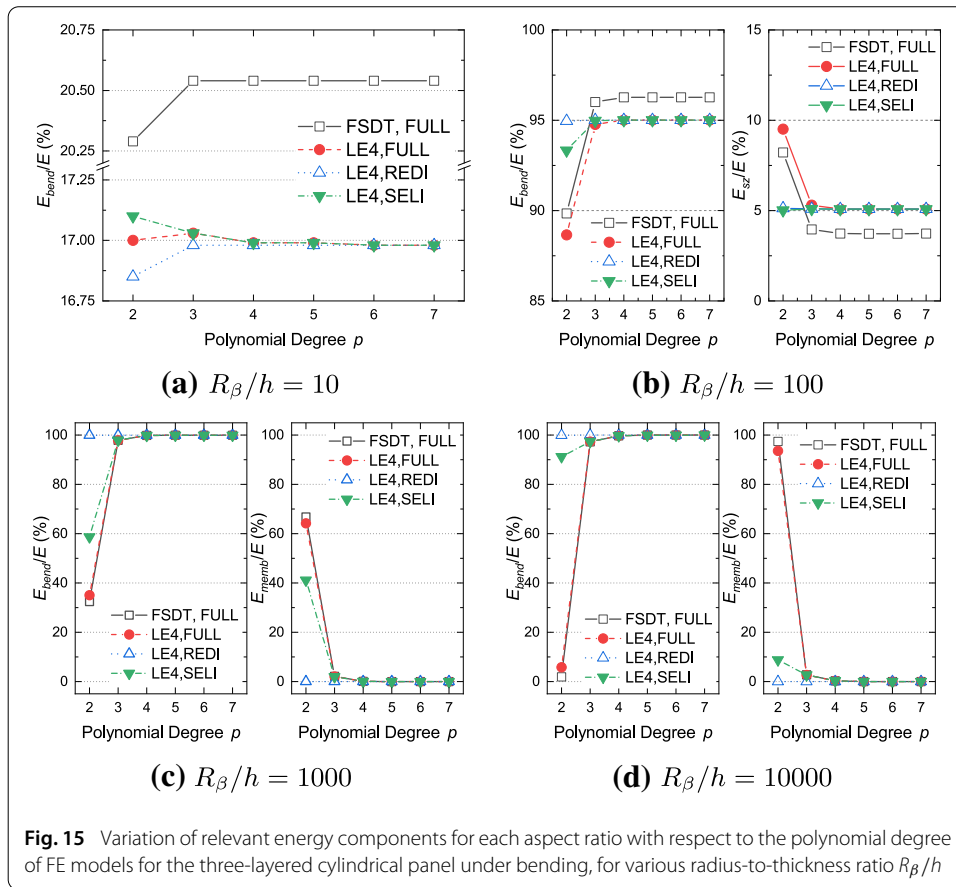 20.75
20.50
20.25
17.25
17.00
16.75
E_bend/E (%)
FSDT, FULL
LE4,FULL
LE4,REDI
LE4,SELI
2 3 4 5 6 7
Polynomial Degree p
(a) R_β/h = 10
100
95
90
85
E_bend/E (%)
FSDT, FULL
LE4,FULL
LE4,REDI
LE4,SELI
2 3 4 5 6 7
Polynomial Degree p
15
10
5
0
E_sz/E (%)
FSDT, FULL
LE4,FULL
LE4,REDI
LE4,SELI
2 3 4 5 6 7
Polynomial Degree p
(b) R_β/h = 100
100
80
60
40
20
0
E_bend/E (%)
FSDT, FULL
LE4,FULL
LE4,REDI
LE4,SELI
2 3 4 5 6 7
Polynomial Degree p
100
80
60
40
20
0
E_memb/E (%)
FSDT, FULL
LE4,FULL
LE4,REDI
LE4,SELI
2 3 4 5 6 7
Polynomial Degree p
(c) R_β/h = 1000
100
80
60
40
20
0
E_bend/E (%)
FSDT, FULL
LE4,FULL
LE4,REDI
LE4,SELI
2 3 4 5 6 7
Polynomial Degree p
100
80
60
40
20
0
E_memb/E (%)
FSDT, FULL
LE4,FULL
LE4,REDI
LE4,SELI
2 3 4 5 6 7
Polynomial Degree p
(d) R_β/h = 10000
Fig. 15 Variation of relevant energy components for each aspect ratio with respect to the polynomial degree
of FE models for the three-layered cylindrical panel under bending, for various radius-to-thickness ratio R_β/h